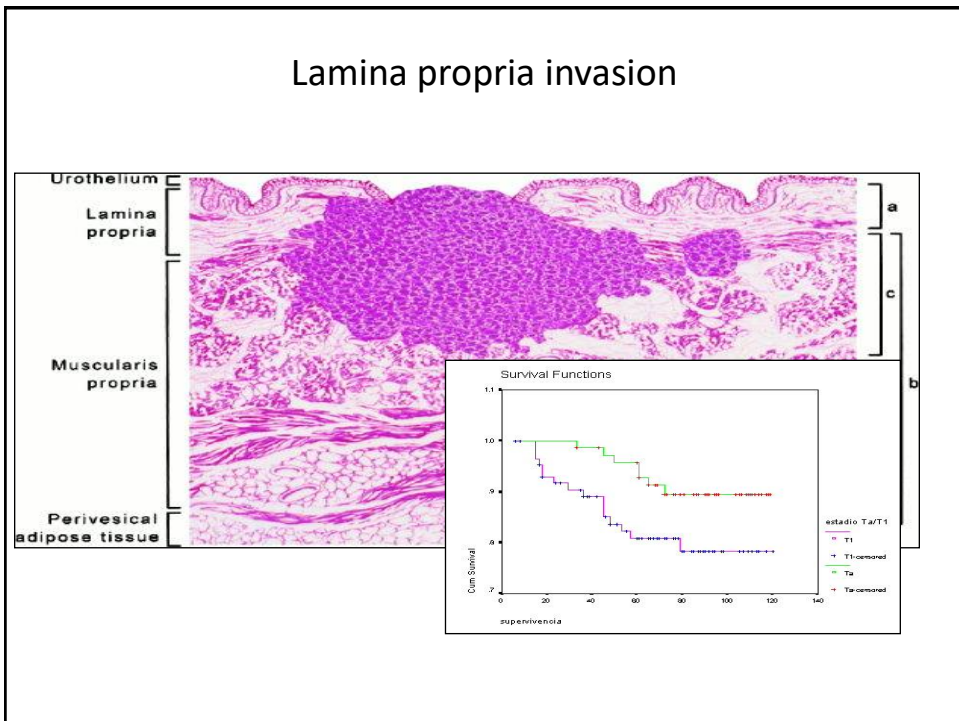 Lamina propria invasion
Urothelium
Lamina
propria
Muscularis
propria
Perivesical
adipose tissue
a
c
b
Survival Functions
1.1
1.0
.9
.8
.7
Cum Survival
0
20
40
60
80
100
120
140
supervivencia
estadio Ta/T1
T1
T1-censored
Ta
Ta-censored